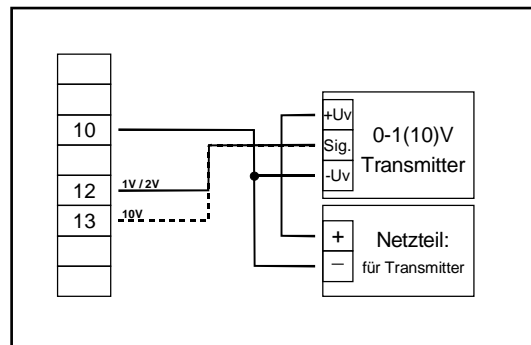 10
12
13
1V / 2V
10V
+Uv
Sig.
-Uv
0-1(10)V
Transmitter
+
−
Netzteil:
für Transmitter